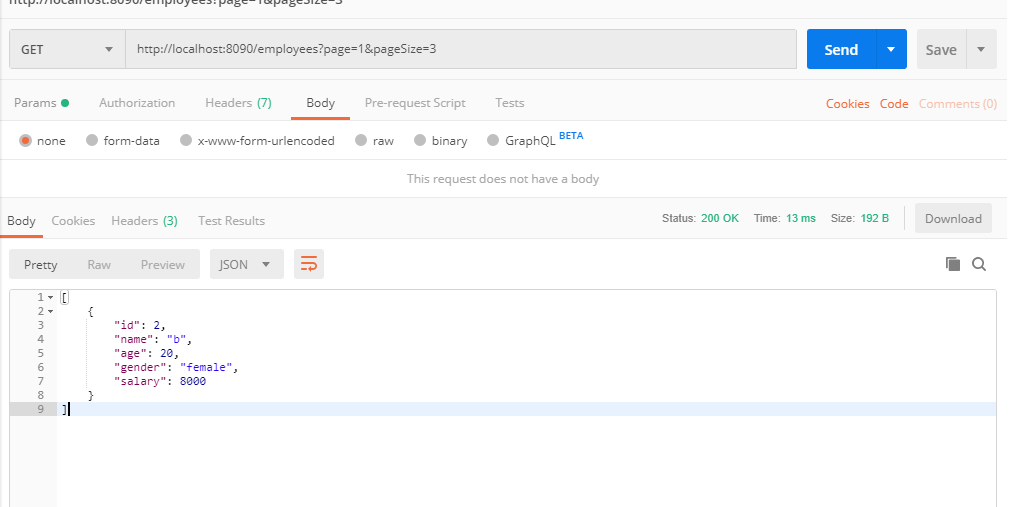 http://localhost:8090/employees?page=1&pageSize=3
GET http://localhost:8090/employees?page=1&pageSize=3 Send Save
Params Authorization Headers (7) Body Pre-request Script Tests Cookies Code Comments (0)
none form-data x-www-form-urlencoded raw binary GraphQL BETA
This request does not have a body
Body Cookies Headers (3) Test Results Status: 200 OK Time: 13 ms Size: 192 B Download
Pretty Raw Preview JSON
1 [
2 {
3 "id": 2,
4 "name": "b",
5 "age": 20,
6 "gender": "female",
7 "salary": 8000
8 }
9 ]